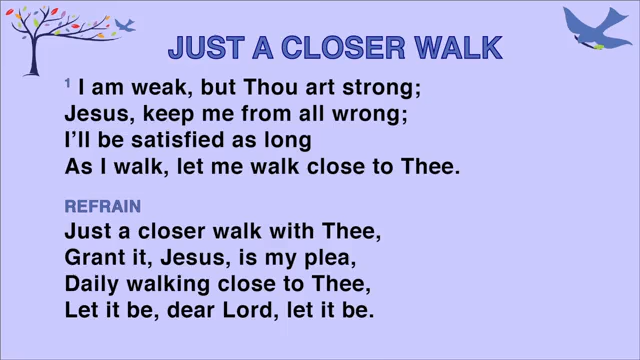 JUST A CLOSER WALK
1 I am weak, but Thou art strong;
Jesus, keep me from all wrong;
I’ll be satisfied as long
As I walk, let me walk close to Thee.
REFRAIN
Just a closer walk with Thee,
Grant it, Jesus, is my plea,
Daily walking close to Thee,
Let it be, dear Lord, let it be.